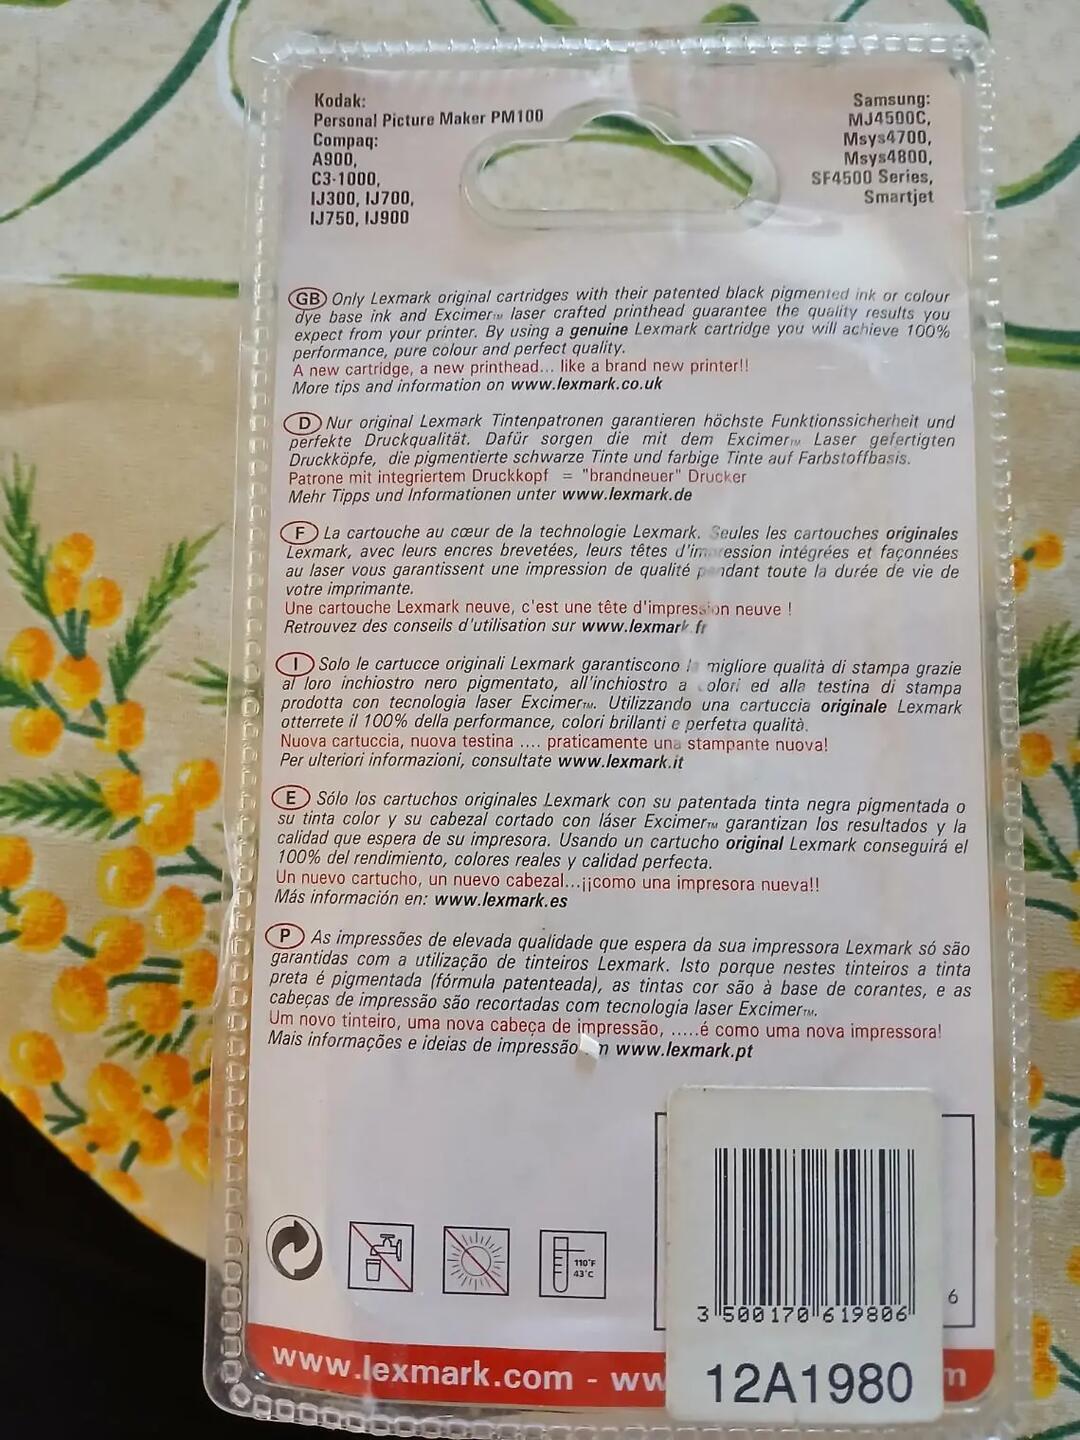 Kodak:
Personal Picture Maker PM100
Compaq:
A900,
C3-1000,
IJ300, IJ700,
IJ750, IJ900
Samsung:
MJ4500C,
Msys4700,
Msys4800,
SF4500 Series,
Smartjet
GB Only Lexmark original cartridges with their patented black pigmented ink or colour
dye base ink and Excimer™ laser crafted printhead guarantee the quality results you
expect from your printer. By using a genuine Lexmark cartridge you will achieve 100%
performance, pure colour and perfect quality.
A new cartridge, a new printhead... like a brand new printer!!
More tips and information on www.lexmark.co.uk
D Nur original Lexmark Tintenpatronen garantieren höchste Funktionssicherheit und
perfekte Druckqualität. Dafür sorgen die mit dem Excimer™ Laser gefertigten
Druckköpfe, die pigmentierte schwarze Tinte und farbige Tinte auf Farbstoffbasis.
Patrone mit integriertem Druckkopf = "brandneuer" Drucker
Mehr Tipps und Informationen unter www.lexmark.de
F La cartouche au cœur de la technologie Lexmark. Seules les cartouches originales
Lexmark, avec leurs encres brevetées, leurs têtes d'impression intégrées et façonnées
au laser vous garantissent une impression de qualité pendant toute la durée de vie de
votre imprimante.
Une cartouche Lexmark neuve, c'est une tête d'impression neuve !
Retrouvez des conseils d'utilisation sur www.lexmark.fr
I Solo le cartucce originali Lexmark garantiscono la migliore qualità di stampa grazie
al loro inchiostro nero pigmentato, all'inchiostro a colori ed alla testina di stampa
prodotta con tecnologia laser Excimer™. Utilizzando una cartuccia originale Lexmark
otterrete il 100% della performance, colori brillanti e perfetta qualità.
Nuova cartuccia, nuova testina .... praticamente una stampante nuova!
Per ulteriori informazioni, consultate www.lexmark.it
E Sólo los cartuchos originales Lexmark con su patentada tinta negra pigmentada o
su tinta color y su cabezal cortado con láser Excimer™ garantizan los resultados y la
calidad que espera de su impresora. Usando un cartucho original Lexmark conseguirá el
100% del rendimiento, colores reales y calidad perfecta.
Un nuevo cartucho, un nuevo cabezal...¡¡como una impresora nueva!!
Más información en: www.lexmark.es
P As impressões de elevada qualidade que espera da sua impressora Lexmark só são
garantidas com a utilização de tinteiros Lexmark. Isto porque nestes tinteiros a tinta
preta é pigmentada (fórmula patenteada), as tintas cor são à base de corantes, e as
cabeças de impressão são recortadas com tecnologia laser Excimer™.
Um novo tinteiro, uma nova cabeça de impressão, .....é como uma nova impressora!
Mais informações e ideias de impressão www.lexmark.pt
110°F
43°C
6
3 500170 619806
12A1980
www.lexmark.com - ww
m